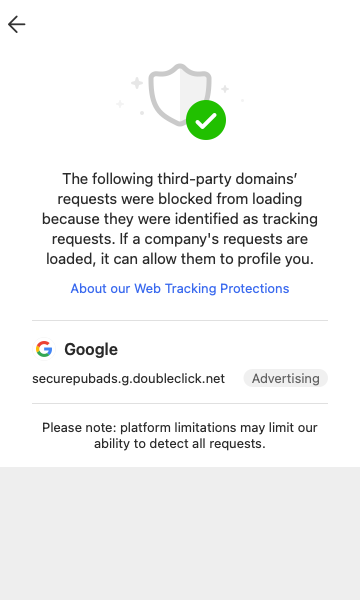 The following third-party domains’
requests were blocked from loading
because they were identified as tracking
requests. If a company's requests are
loaded, it can allow them to profile you.
About our Web Tracking Protections
Google
securepubads.g.doubleclick.net Advertising
Please note: platform limitations may limit our
ability to detect all requests.